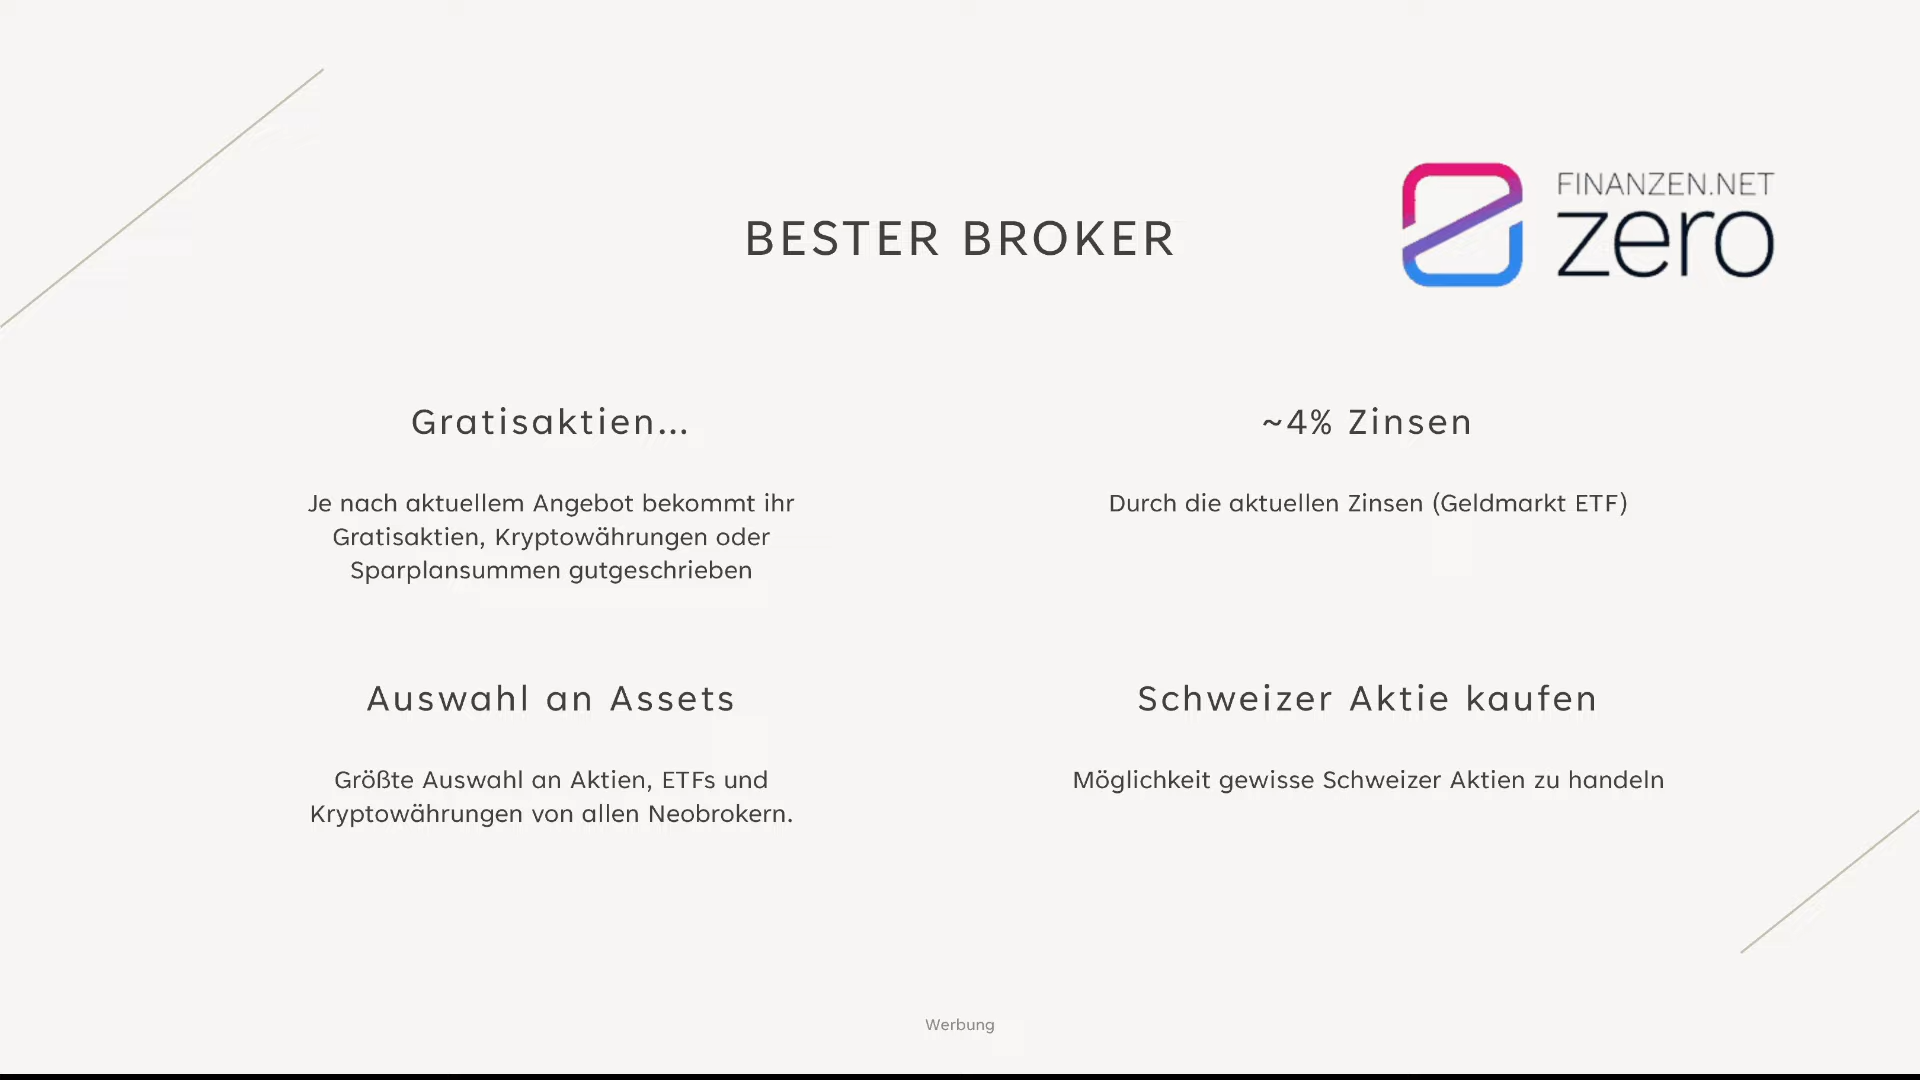 BESTER BROKER
FINANZEN.NET
zero
Gratisaktien...
Je nach aktuellem Angebot bekommt ihr
Gratisaktien, Kryptowährungen oder
Sparplansummen gutgeschrieben
~4% Zinsen
Durch die aktuellen Zinsen (Geldmarkt ETF)
Auswahl an Assets
Größte Auswahl an Aktien, ETFs und
Kryptowährungen von allen Neobrokern.
Schweizer Aktie kaufen
Möglichkeit gewisse Schweizer Aktien zu handeln
Werbung